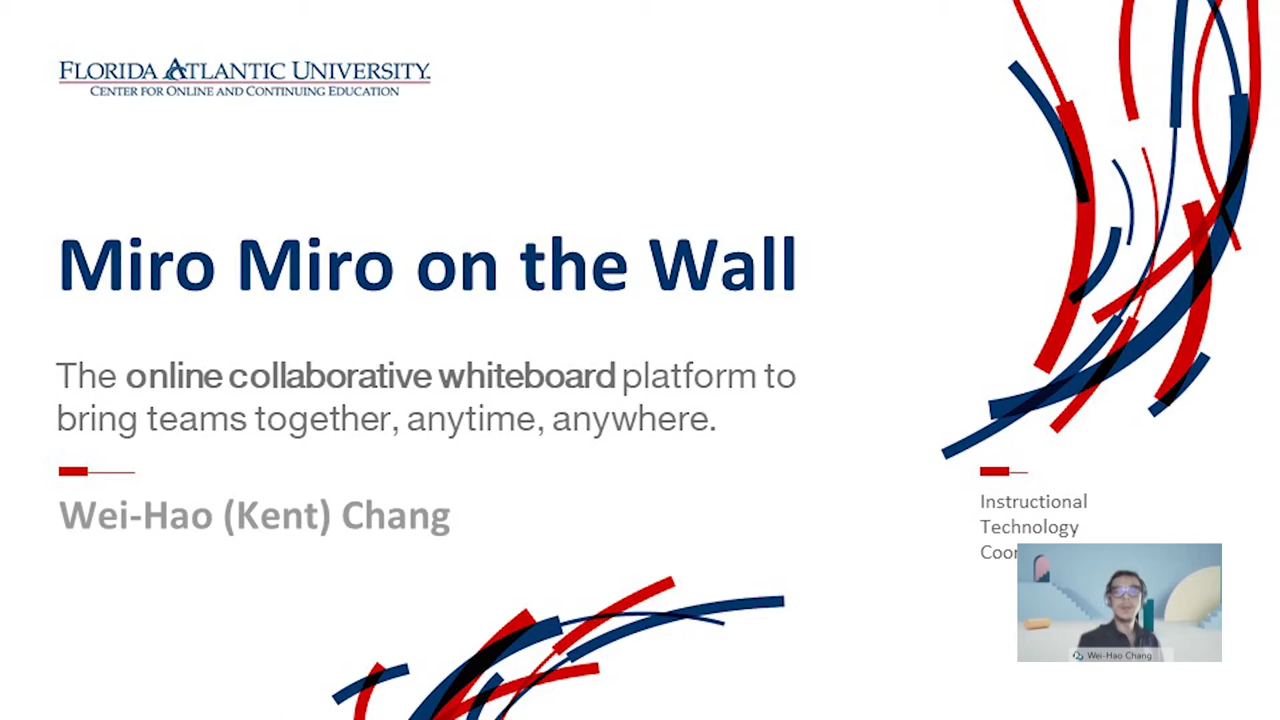 FLORIDA ATLANTIC UNIVERSITY.
CENTER FOR ONLINE AND CONTINUING EDUCATION
Miro Miro on the Wall
The online collaborative whiteboard platform to
bring teams together, anytime, anywhere.
Wei-Hao (Kent) Chang
Instructional
Technology
Wei-Hao Chang